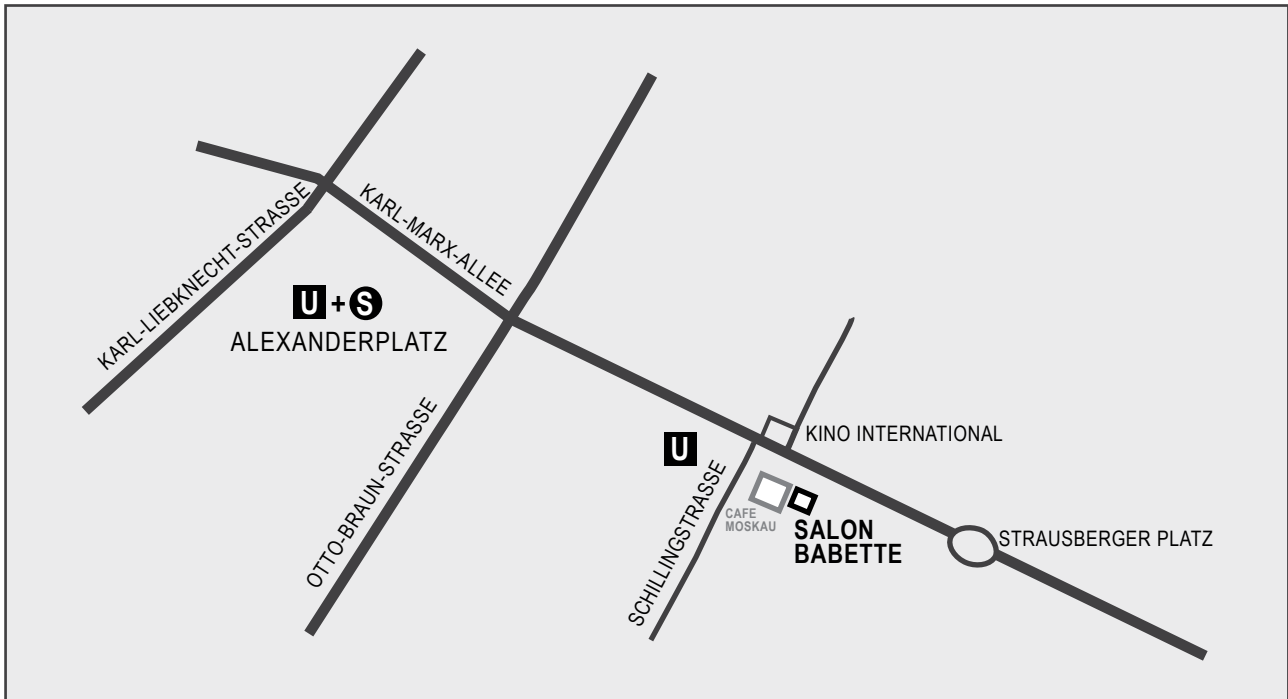 KARL-LIEBKNECHT-STRASSE
KARL-MARX-ALLEE
U + S
ALEXANDERPLATZ
OTTO-BRAUN-STRASSE
U
SCHILLINGSTRASSE
KINO INTERNATIONAL
CAFE
MOSKAU
SALON
BABETTE
STRAUSBERGER PLATZ